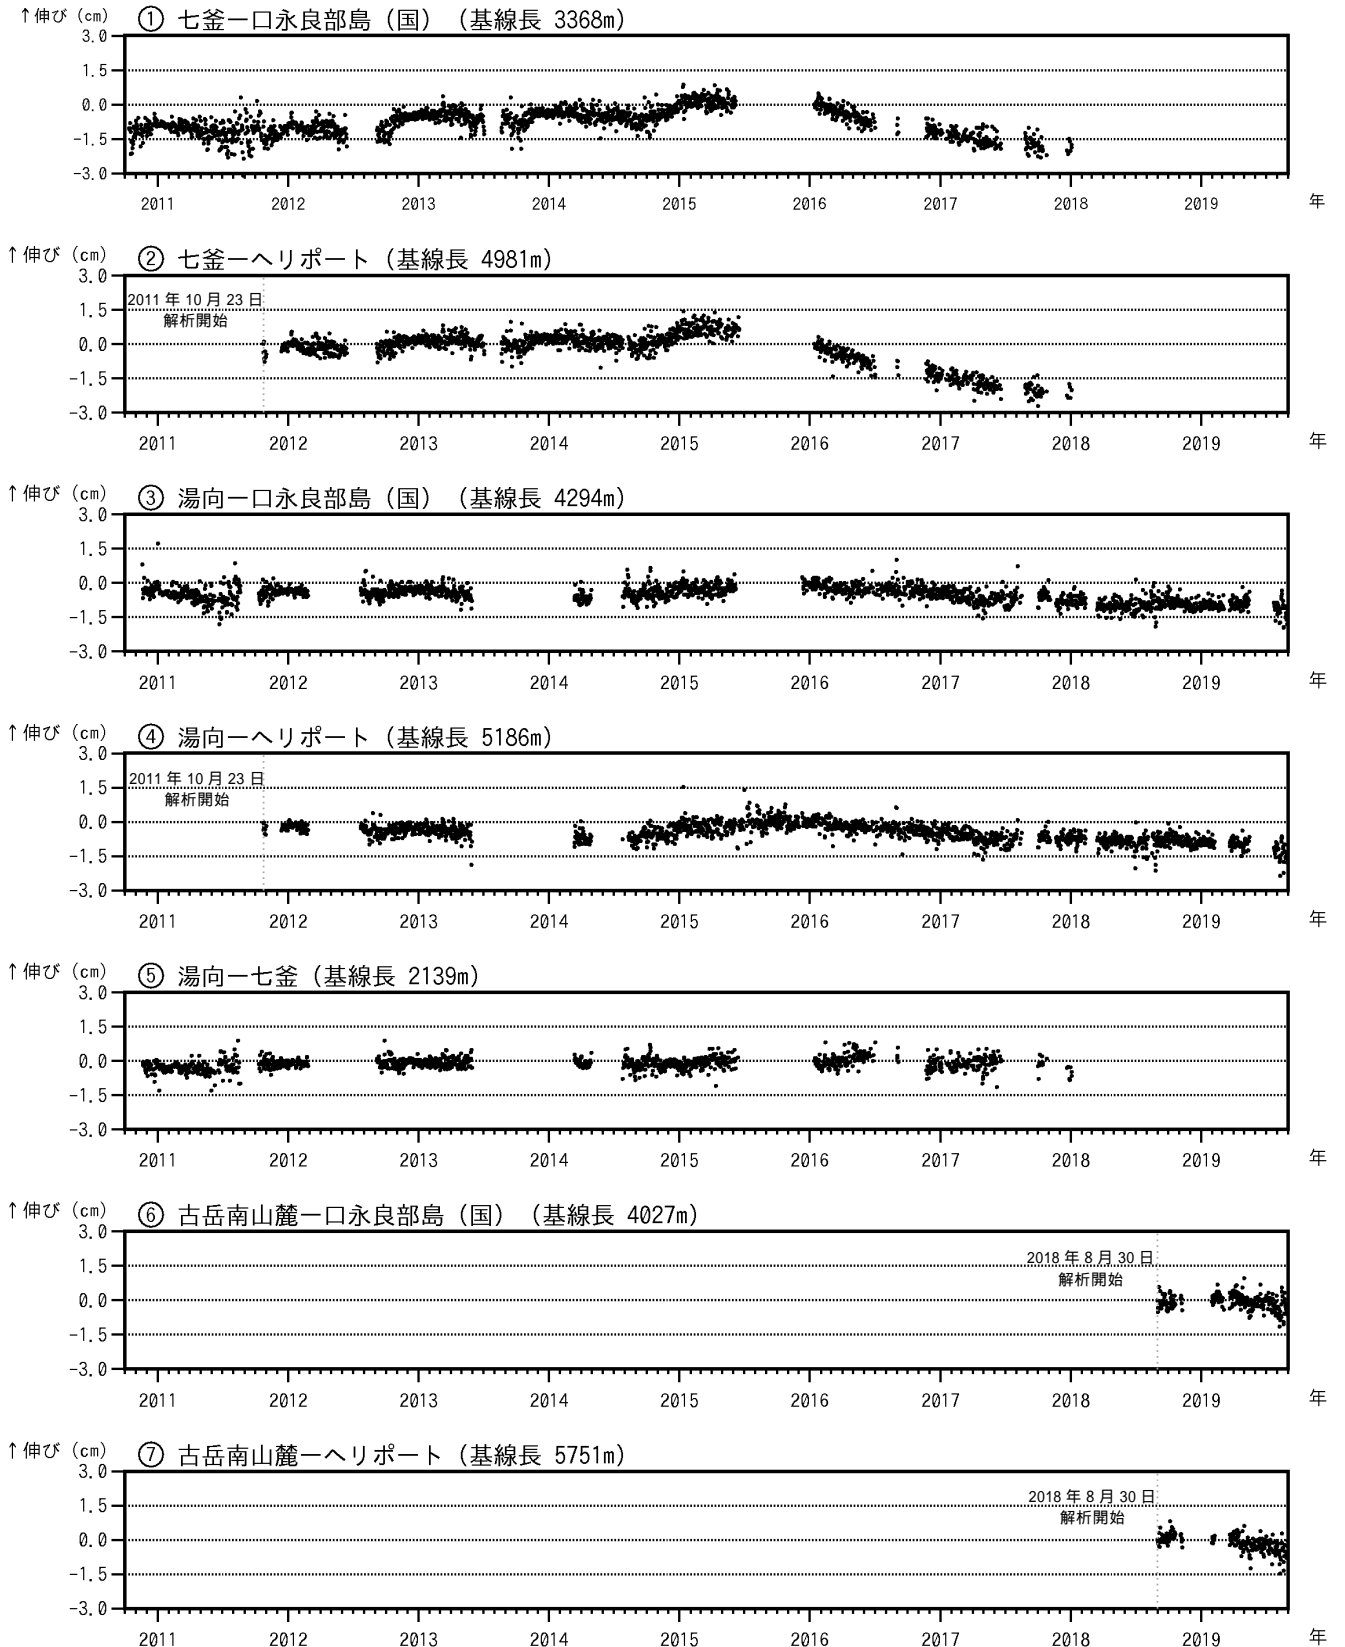 ↑伸び（cm） ① 七釜－口永良部島（国）（基線長 3368m）
3.0
1.5
0.0
-1.5
-3.0
2011 2012 2013 2014 2015 2016 2017 2018 2019 年
↑伸び（cm） ② 七釜－ヘリポート（基線長 4981m）
3.0
2011 年 10 月 23 日
1.5
解析開始
0.0
-1.5
-3.0
2011 2012 2013 2014 2015 2016 2017 2018 2019 年
↑伸び（cm） ③ 湯向－口永良部島（国）（基線長 4294m）
3.0
1.5
0.0
-1.5
-3.0
2011 2012 2013 2014 2015 2016 2017 2018 2019 年
↑伸び（cm） ④ 湯向－ヘリポート（基線長 5186m）
3.0
2011 年 10 月 23 日
1.5
解析開始
0.0
-1.5
-3.0
2011 2012 2013 2014 2015 2016 2017 2018 2019 年
↑伸び（cm） ⑤ 湯向－七釜（基線長 2139m）
3.0
1.5
0.0
-1.5
-3.0
2011 2012 2013 2014 2015 2016 2017 2018 2019 年
↑伸び（cm） ⑥ 古岳南山麓－口永良部島（国）（基線長 4027m）
3.0
2018 年 8 月 30 日
1.5
解析開始
0.0
-1.5
-3.0
2011 2012 2013 2014 2015 2016 2017 2018 2019 年
↑伸び（cm） ⑦ 古岳南山麓－ヘリポート（基線長 5751m）
3.0
2018 年 8 月 30 日
1.5
解析開始
0.0
-1.5
-3.0
2011 2012 2013 2014 2015 2016 2017 2018 2019 年